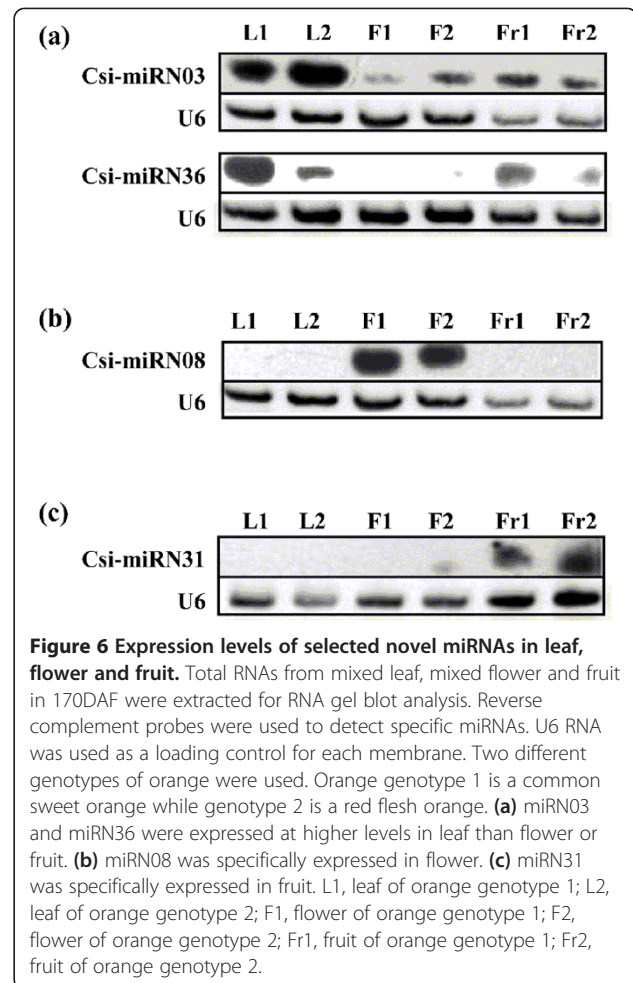 (a) L1 L2 F1 F2 Fr1 Fr2
Csi-miRN03
U6
Csi-miRN36
U6
(b) L1 L2 F1 F2 Fr1 Fr2
Csi-miRN08
U6
(c) L1 L2 F1 F2 Fr1 Fr2
Csi-miRN31
U6
Figure 6 Expression levels of selected novel miRNAs in leaf,
flower and fruit. Total RNAs from mixed leaf, mixed flower and fruit
in 170DAF were extracted for RNA gel blot analysis. Reverse
complement probes were used to detect specific miRNAs. U6 RNA
was used as a loading control for each membrane. Two different
genotypes of orange were used. Orange genotype 1 is a common
sweet orange while genotype 2 is a red flesh orange. (a) miRN03
and miRN36 were expressed at higher levels in leaf than flower or
fruit. (b) miRN08 was specifically expressed in flower. (c) miRN31
was specifically expressed in fruit. L1, leaf of orange genotype 1; L2,
leaf of orange genotype 2; F1, flower of orange genotype 1; F2,
flower of orange genotype 2; Fr1, fruit of orange genotype 1; Fr2,
fruit of orange genotype 2.